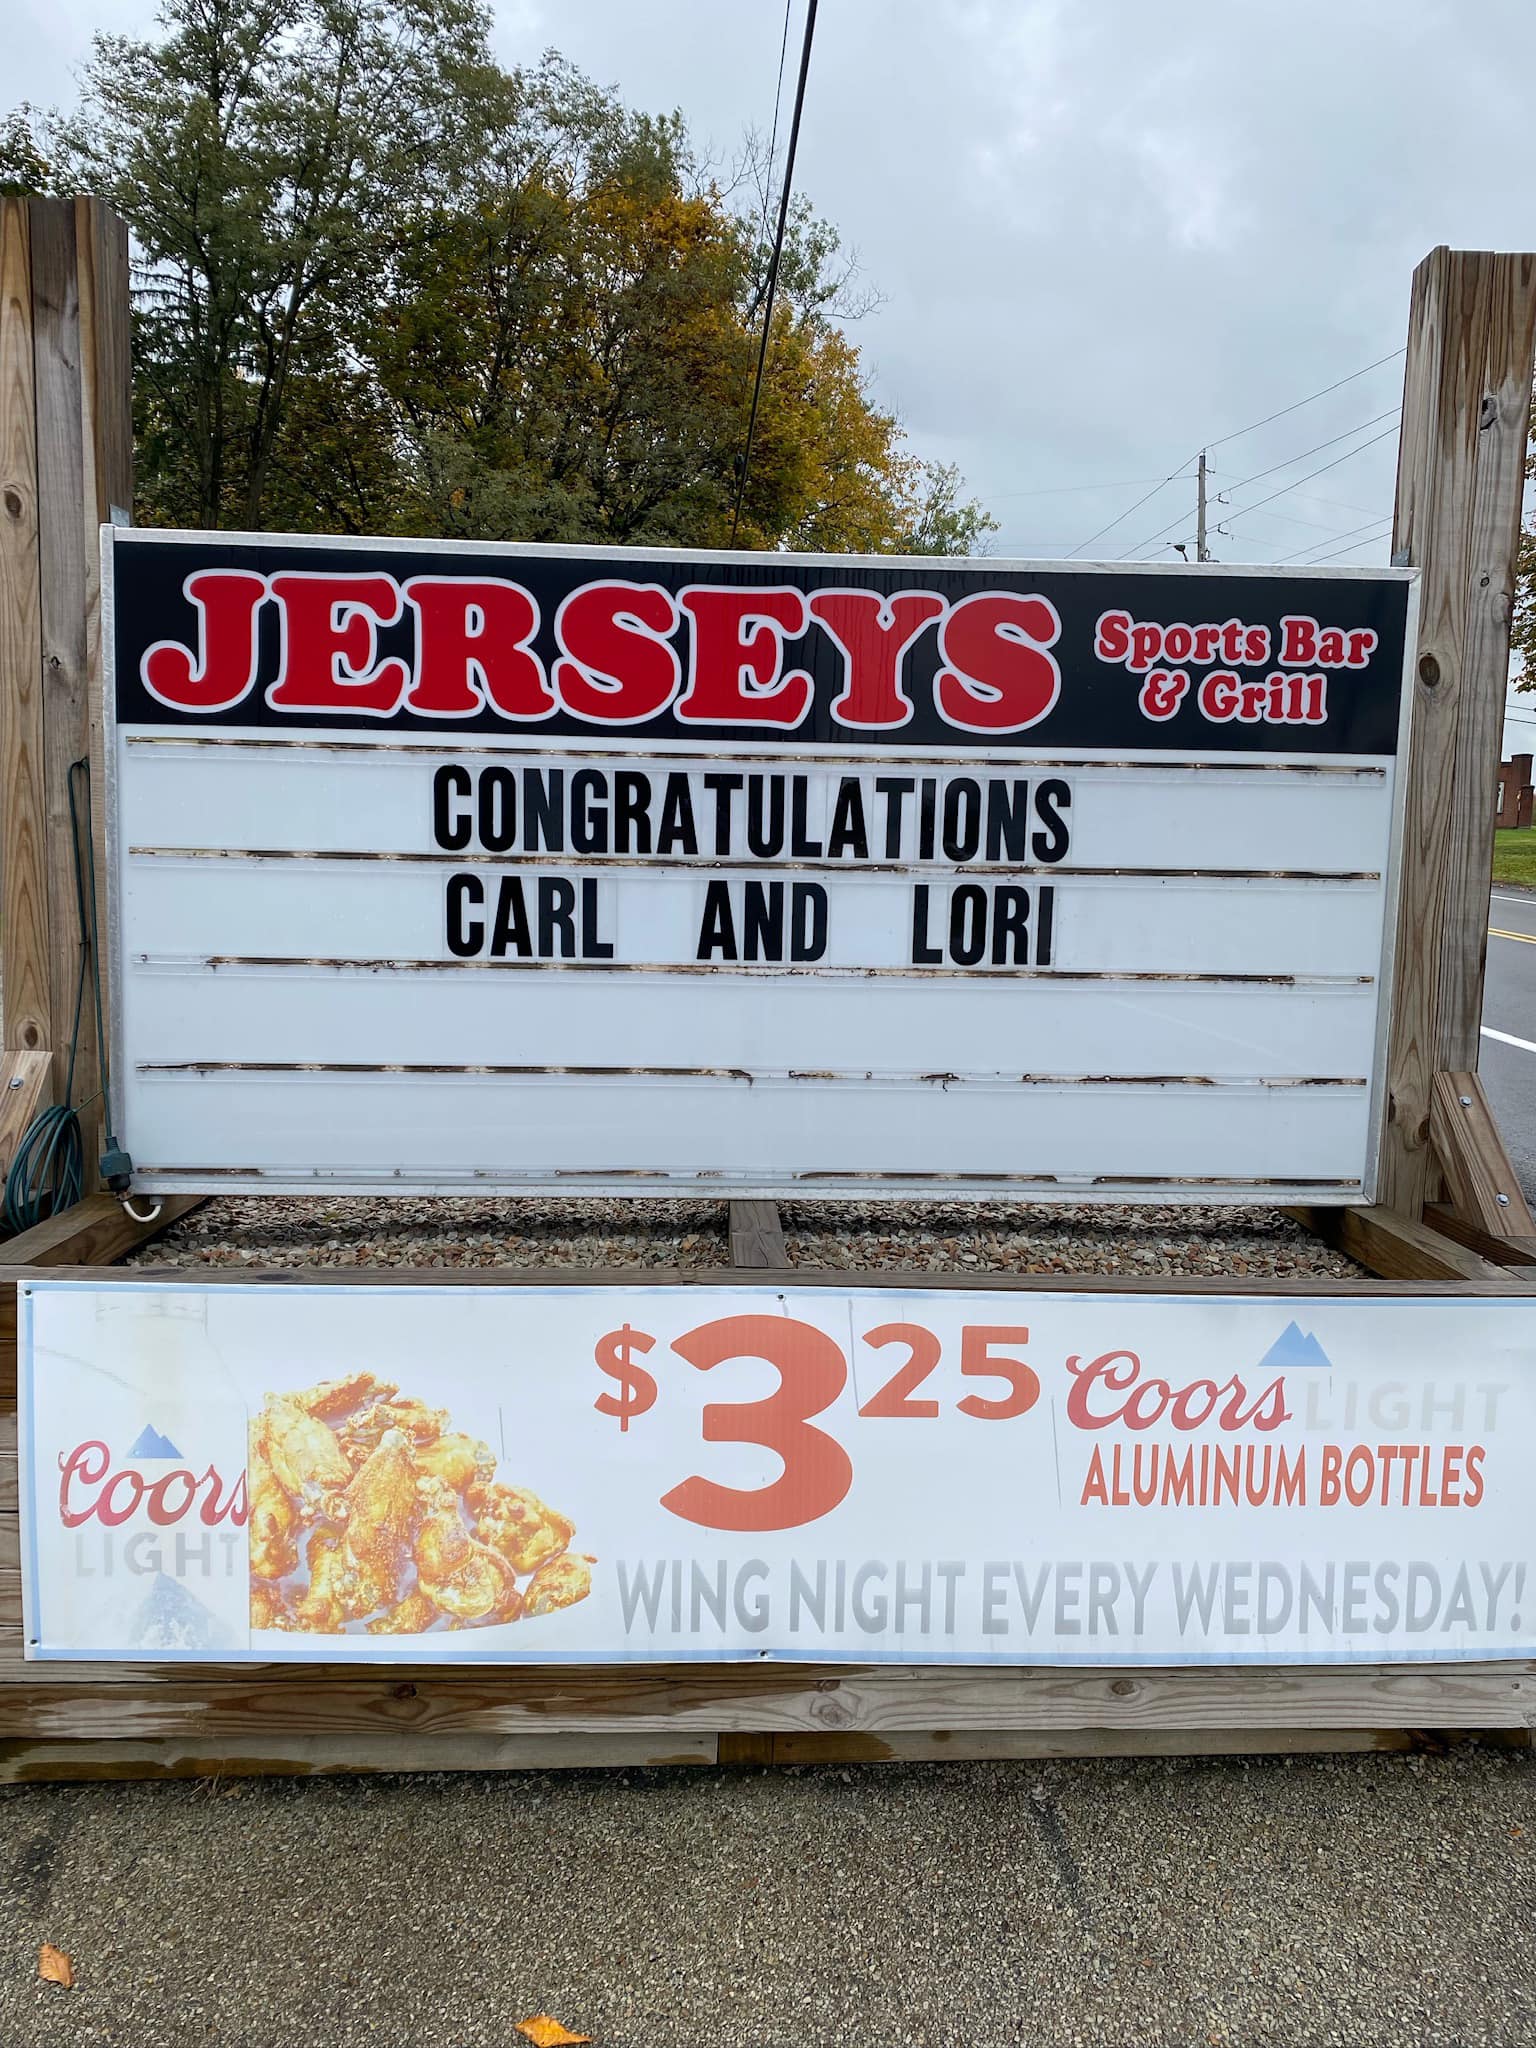 JERSEYS Sports Bar
& Grill
CONGRATULATIONS
CARL AND LORI
Coors
LIGHT
$3 25 Coors LIGHT
ALUMINUM BOTTLES
WING NIGHT EVERY WEDNESDAY!